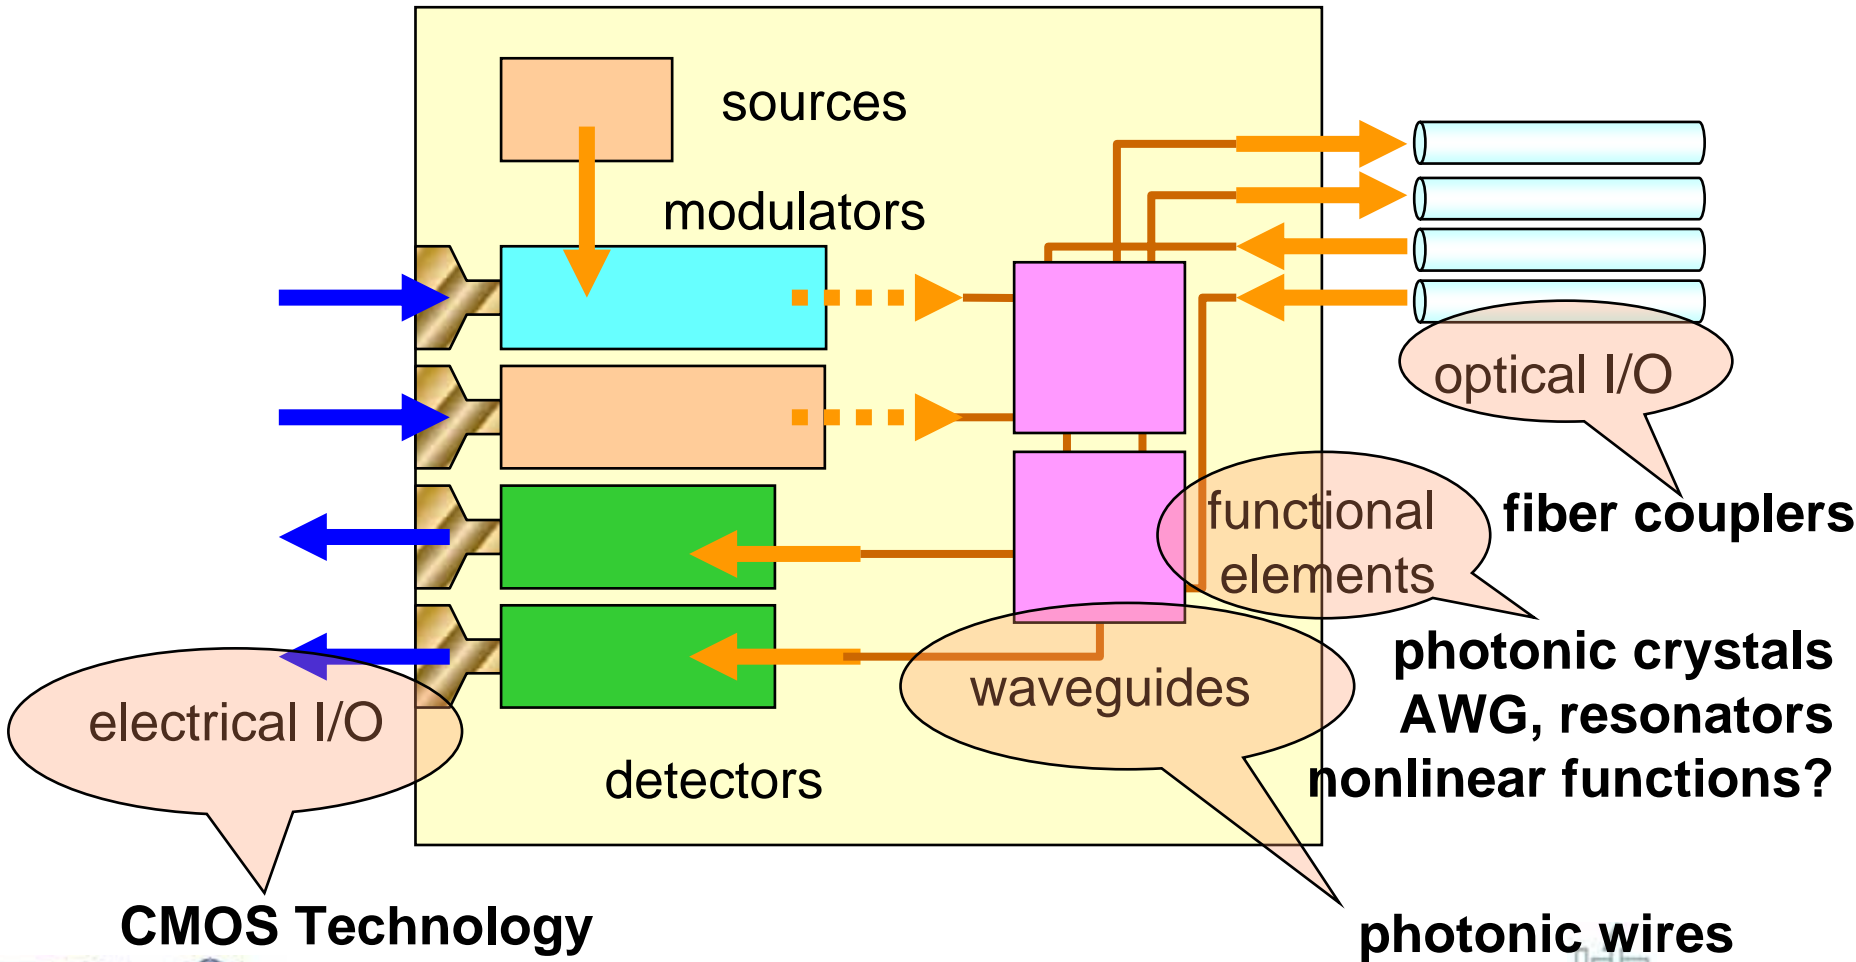 sources
modulators
optical I/O
functional
elements
fiber couplers
photonic crystals
waveguides
AWG, resonators
electrical I/O
nonlinear functions?
detectors
CMOS Technology
photonic wires